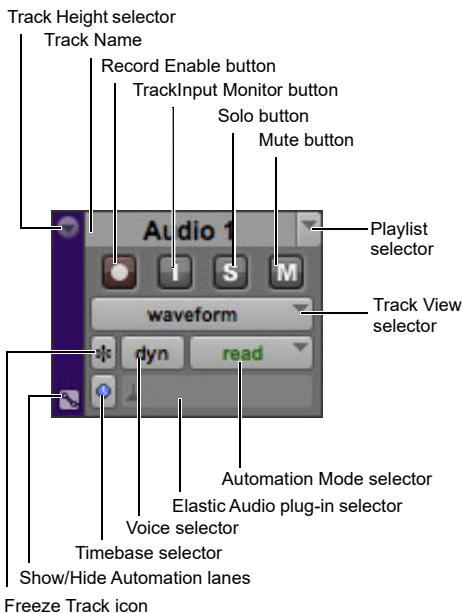 Track Height selector
Track Name
Record Enable button
TrackInput Monitor button
Solo button
Mute button
Audio 1
Playlist
selector
I S M
waveform
Track View
selector
dyn read
Automation Mode selector
Elastic Audio plug-in selector
Voice selector
Timebase selector
Show/Hide Automation lanes
Freeze Track icon